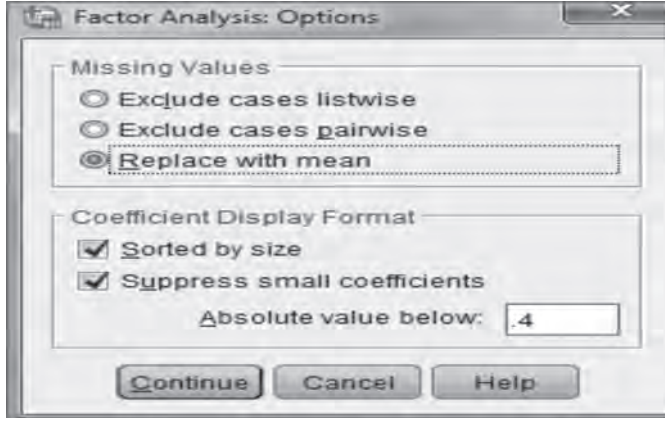 Factor Analysis: Options
Missing Values
Exclude cases listwise
Exclude cases pairwise
Replace with mean
Coefficient Display Format
Sorted by size
Suppress small coefficients
Absolute value below: .4
Continue Cancel Help